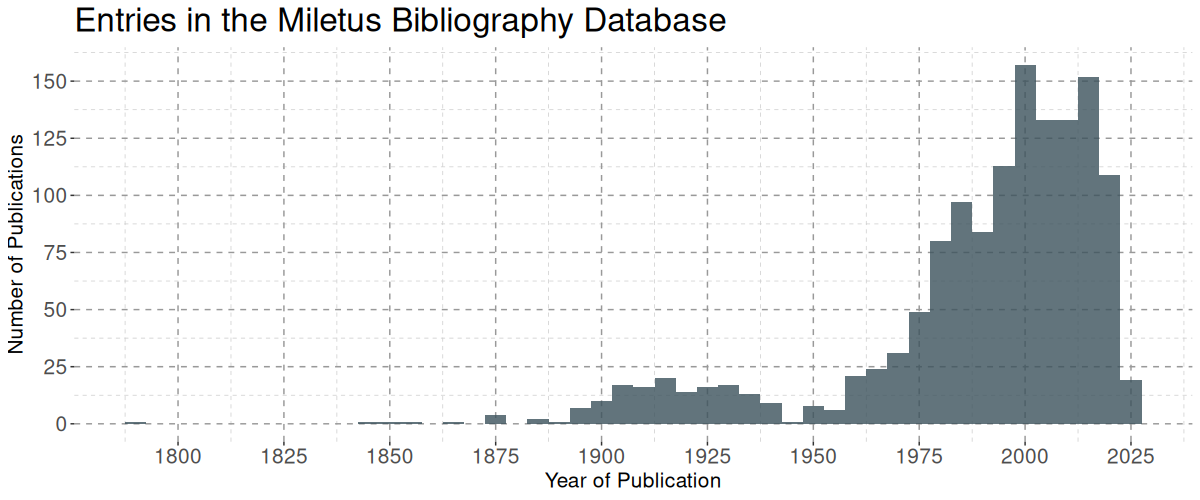 Entries in the Miletus Bibliography Database
Number of Publications
150
125
100
75
50
25
0
1800 1825 1850 1875 1900 1925 1950 1975 2000 2025
Year of Publication